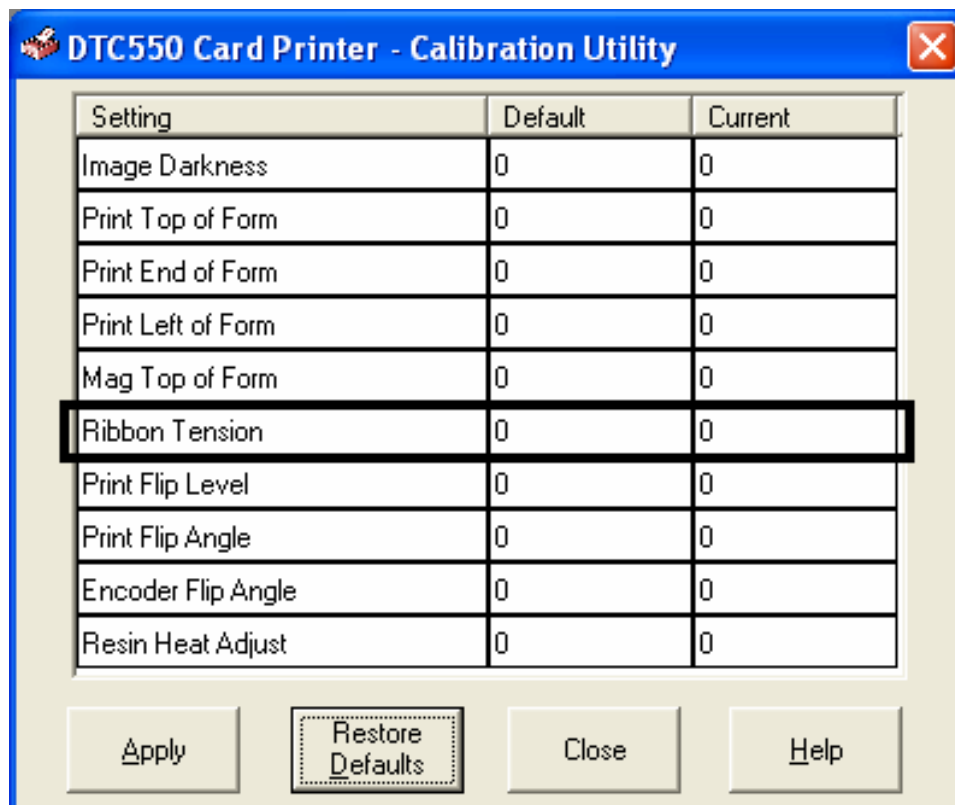 DTC550 Card Printer - Calibration Utility
Setting Default Current
Image Darkness 0 0
Print Top of Form 0 0
Print End of Form 0 0
Print Left of Form 0 0
Mag Top of Form 0 0
Ribbon Tension 0 0
Print Flip Level 0 0
Print Flip Angle 0 0
Encoder Flip Angle 0 0
Resin Heat Adjust 0 0
Apply Restore Defaults Close Help